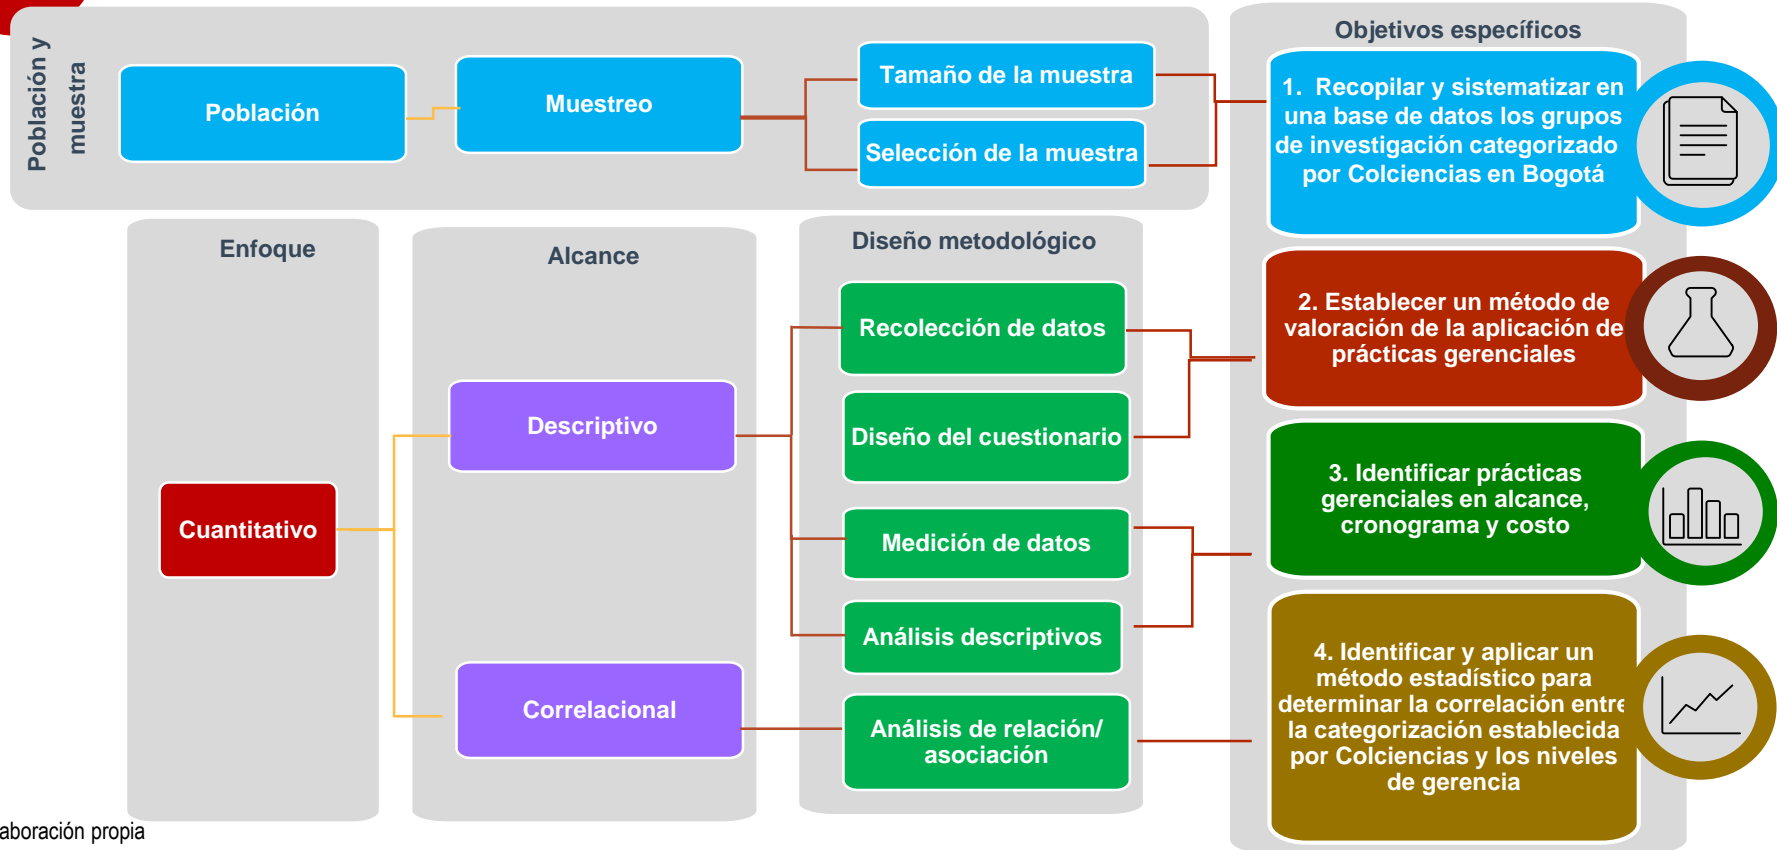 Población y
muestra
Población
Muestreo
Tamaño de la muestra
Selección de la muestra
Objetivos específicos
1. Recopilar y sistematizar en
una base de datos los grupos
de investigación categorizado
por Colciencias en Bogotá
Enfoque
Alcance
Diseño metodológico
Cuantitativo
Descriptivo
Correlacional
Recolección de datos
Diseño del cuestionario
Medición de datos
Análisis descriptivos
Análisis de relación/
asociación
2. Establecer un método de
valoración de la aplicación de
prácticas gerenciales
3. Identificar prácticas
gerenciales en alcance,
cronograma y costo
4. Identificar y aplicar un
método estadístico para
determinar la correlación entre
la categorización establecida
por Colciencias y los niveles
de gerencia
aboración propia